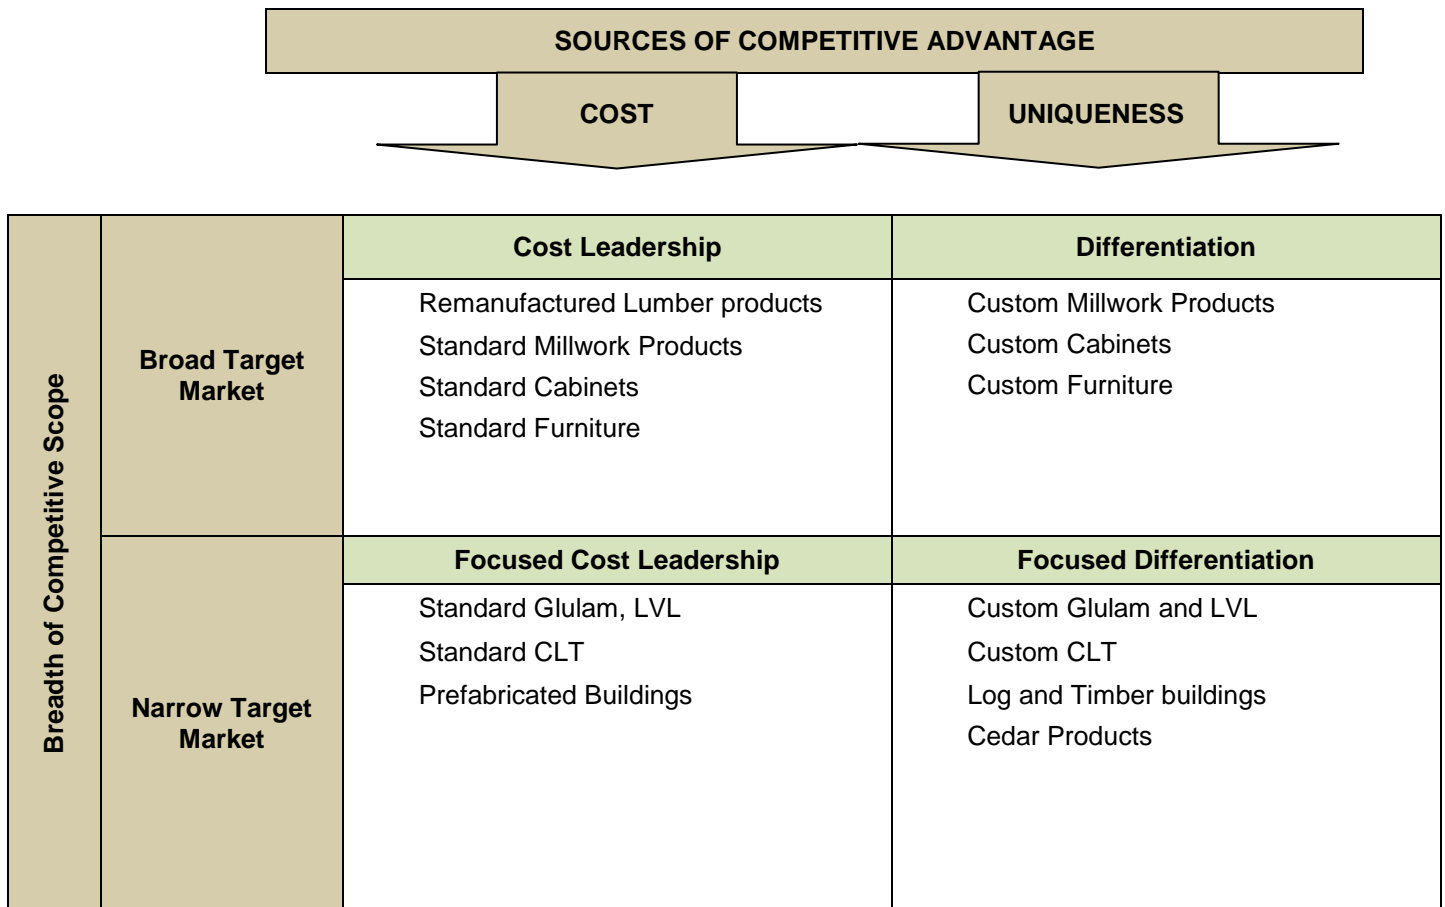 SOURCES OF COMPETITIVE ADVANTAGE
COST
UNIQUENESS
Breadth of Competitive Scope
Broad Target
Market
Cost Leadership
Remanufactured Lumber products
Standard Millwork Products
Standard Cabinets
Standard Furniture
Differentiation
Custom Millwork Products
Custom Cabinets
Custom Furniture
Narrow Target
Market
Focused Cost Leadership
Standard Glulam, LVL
Standard CLT
Prefabricated Buildings
Focused Differentiation
Custom Glulam and LVL
Custom CLT
Log and Timber buildings
Cedar Products